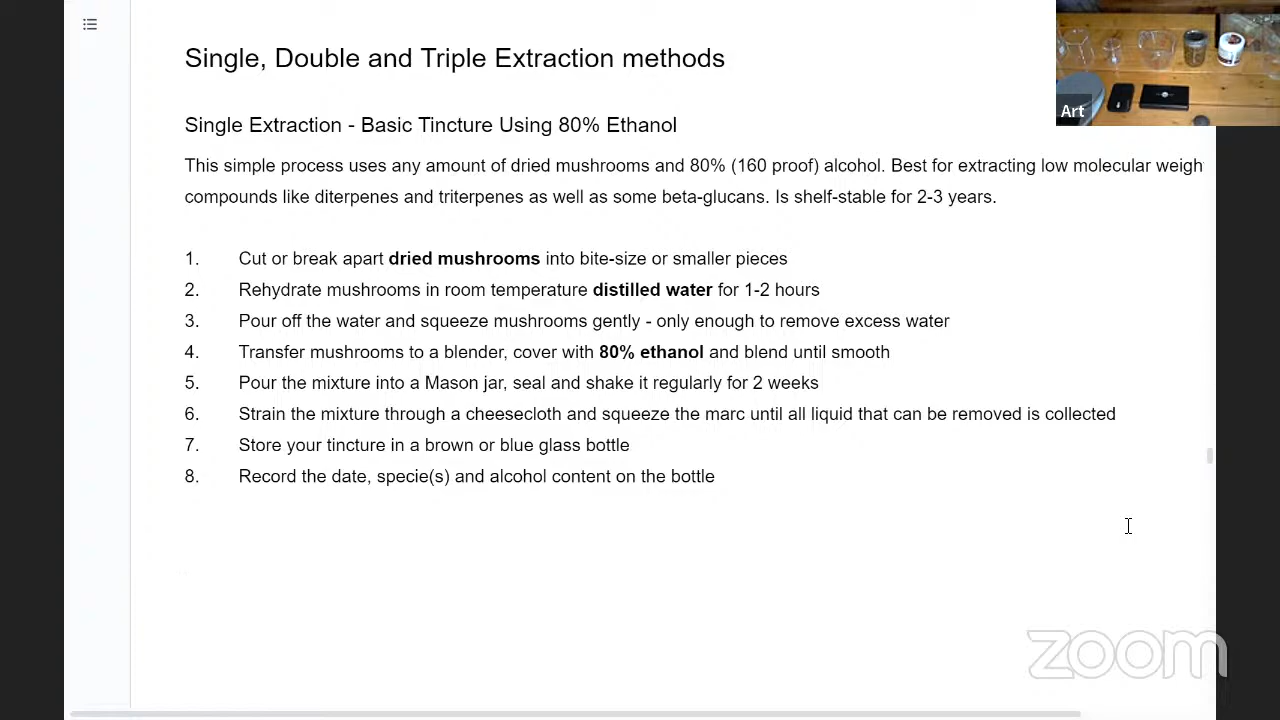 Single, Double and Triple Extraction methods
Art
Single Extraction - Basic Tincture Using 80% Ethanol
This simple process uses any amount of dried mushrooms and 80% (160 proof) alcohol. Best for extracting low molecular weigh
compounds like diterpenes and triterpenes as well as some beta-glucans. Is shelf-stable for 2-3 years.
1. Cut or break apart dried mushrooms into bite-size or smaller pieces
2. Rehydrate mushrooms in room temperature distilled water for 1-2 hours
3. Pour off the water and squeeze mushrooms gently - only enough to remove excess water
4. Transfer mushrooms to a blender, cover with 80% ethanol and blend until smooth
5. Pour the mixture into a Mason jar, seal and shake it regularly for 2 weeks
6. Strain the mixture through a cheesecloth and squeeze the marc until all liquid that can be removed is collected
7. Store your tincture in a brown or blue glass bottle
8. Record the date, specie(s) and alcohol content on the bottle
zoom